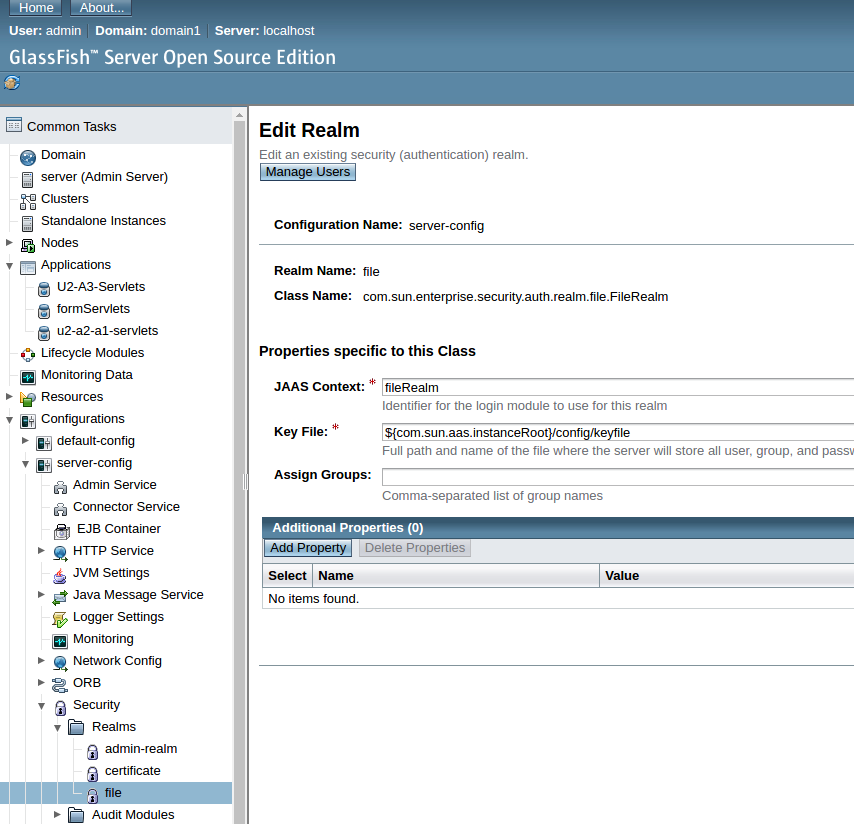 Home About...
User: admin Domain: domain1 Server: localhost
GlassFish™ Server Open Source Edition
Common Tasks
Domain
server (Admin Server)
Clusters
Standalone Instances
Nodes
Applications
U2-A3-Servlets
formServlets
u2-a2-a1-servlets
Lifecycle Modules
Monitoring Data
Resources
Configurations
default-config
server-config
Admin Service
Connector Service
EJB Container
HTTP Service
JVM Settings
Java Message Service
Logger Settings
Monitoring
Network Config
ORB
Security
Realms
admin-realm
certificate
file
Audit Modules
Edit Realm
Edit an existing security (authentication) realm.
Manage Users
Configuration Name: server-config
Realm Name: file
Class Name: com.sun.enterprise.security.auth.realm.file.FileRealm
Properties specific to this Class
JAAS Context: * fileRealm
Identifier for the login module to use for this realm
Key File: * ${com.sun.aas.instanceRoot}/config/keyfile
Full path and name of the file where the server will store all user, group, and passw
Assign Groups:
Comma-separated list of group names
Additional Properties (0)
Add Property Delete Properties
Select Name Value
No items found.